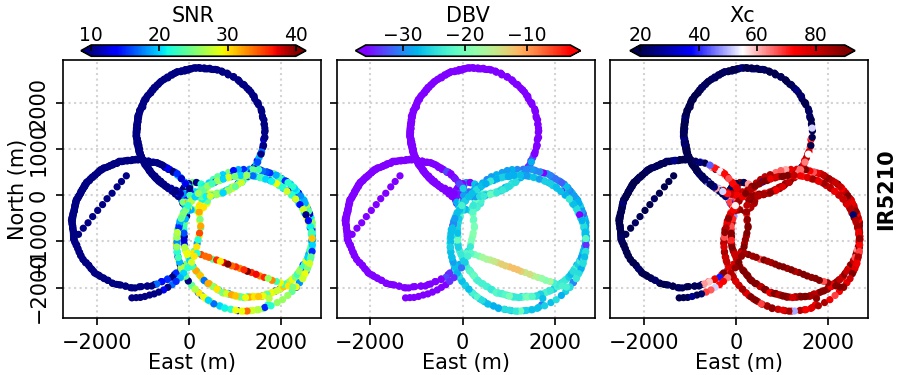 SNR DBV Xc
10 20 30 40 −30 −20 −10 20 40 60 80
North (m)
2000
1000
0
−1000
−2000
−2000 0 2000 −2000 0 2000 −2000 0 2000
East (m) East (m) East (m)
IR5210